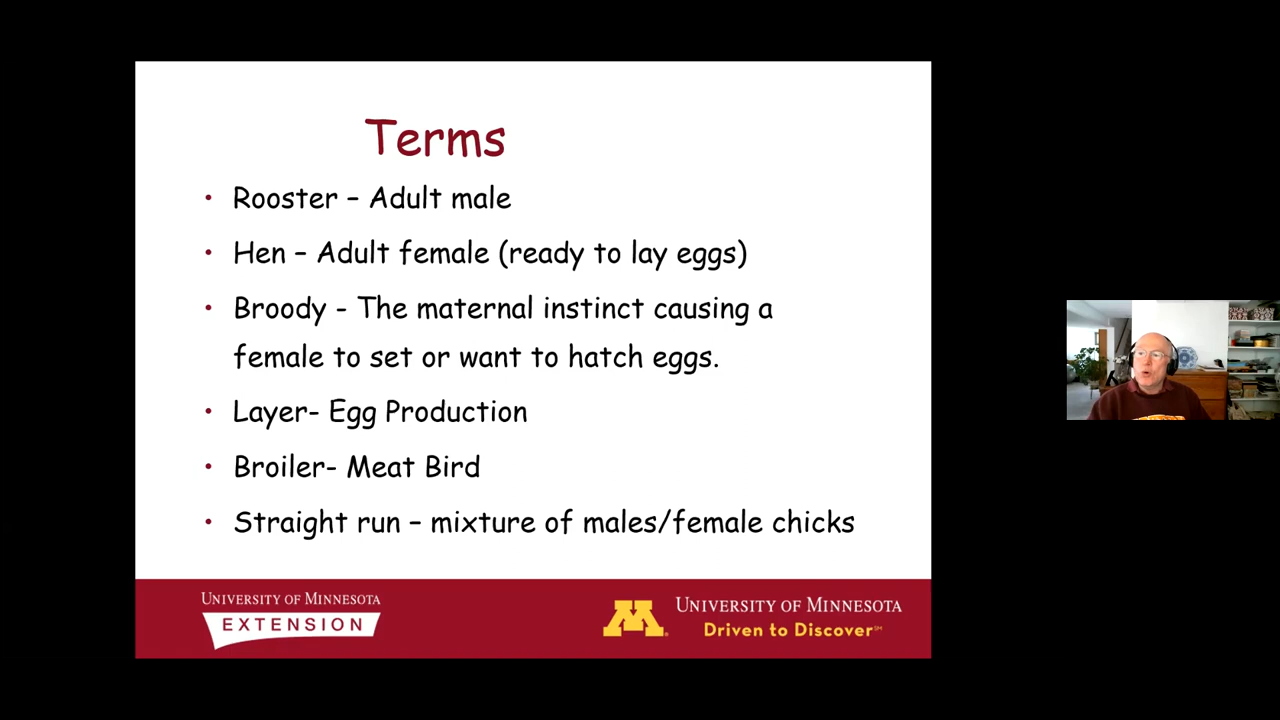 Terms
• Rooster – Adult male
• Hen – Adult female (ready to lay eggs)
• Broody - The maternal instinct causing a
female to set or want to hatch eggs.
• Layer- Egg Production
• Broiler- Meat Bird
• Straight run – mixture of males/female chicks
UNIVERSITY OF MINNESOTA
EXTENSION
M
UNIVERSITY OF MINNESOTA
Driven to Discover℠